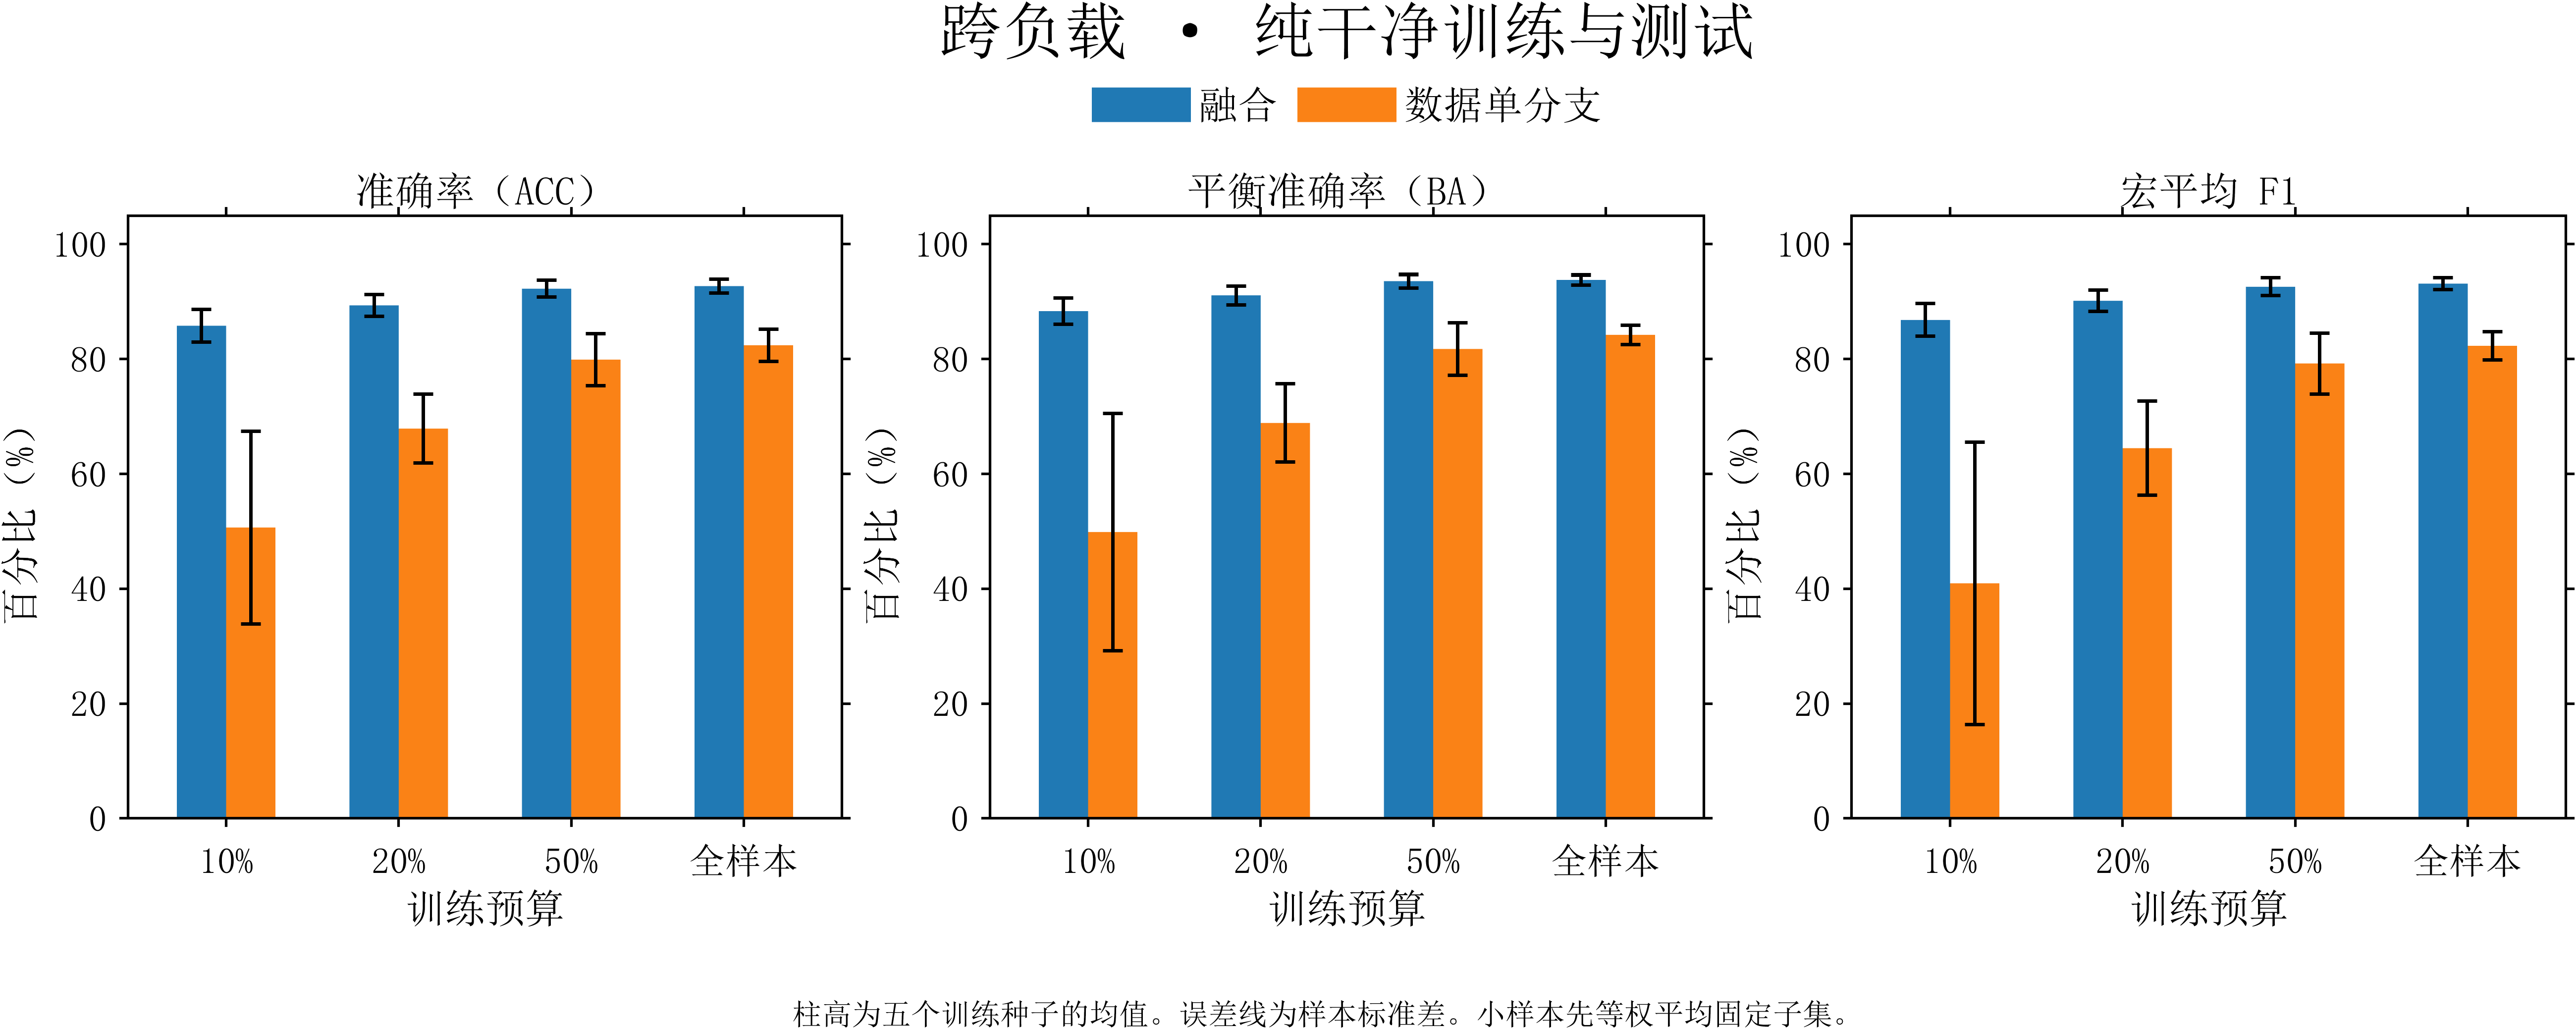 跨负载 · 纯干净训练与测试
融合 数据单分支
准确率（ACC）
百分比（%）
100
80
60
40
20
0
10% 20% 50% 全样本
训练预算
平衡准确率（BA）
百分比（%）
100
80
60
40
20
0
10% 20% 50% 全样本
训练预算
宏平均 F1
百分比（%）
100
80
60
40
20
0
10% 20% 50% 全样本
训练预算
柱高为五个训练种子的均值。误差线为样本标准差。小样本先等权平均固定子集。